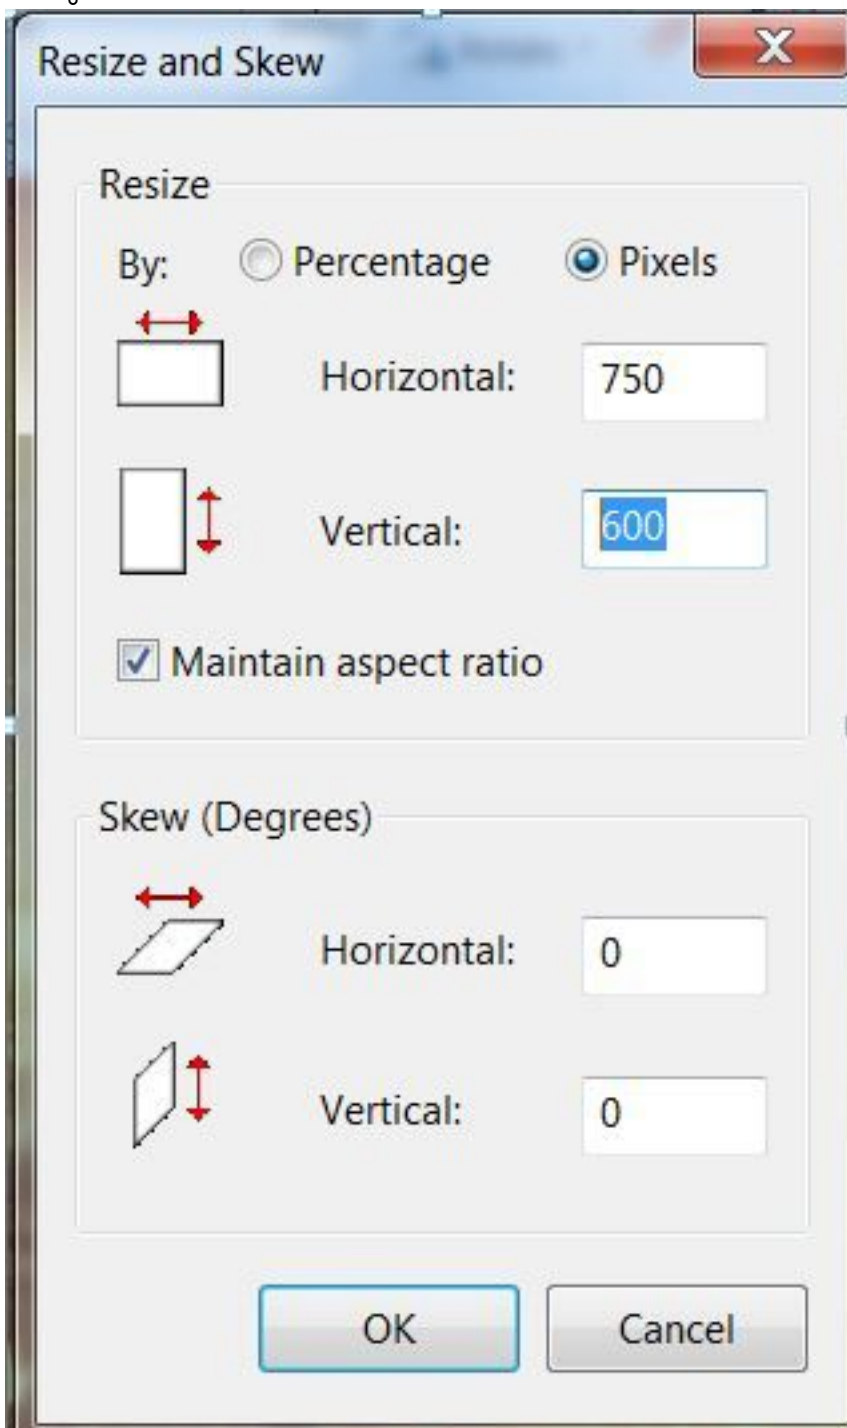 Resize and Skew
Resize
By: Percentage Pixels
Horizontal: 750
Vertical: 600
Maintain aspect ratio
Skew (Degrees)
Horizontal: 0
Vertical: 0
OK Cancel